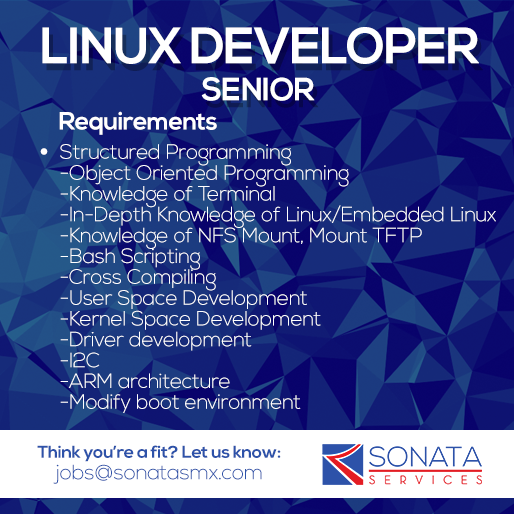 LINUX DEVELOPER
SENIOR
Requirements
• Structured Programming
-Object Oriented Programming
-Knowledge of Terminal
-In-Depth Knowledge of Linux/Embedded Linux
-Knowledge of NFS Mount, Mount TFTP
-Bash Scripting
-Cross Compiling
-User Space Development
-Kernel Space Development
-Driver development
-I2C
-ARM architecture
-Modify boot environment
Think you're a fit? Let us know:
jobs@sonatasmx.com
SONATA
SERVICES